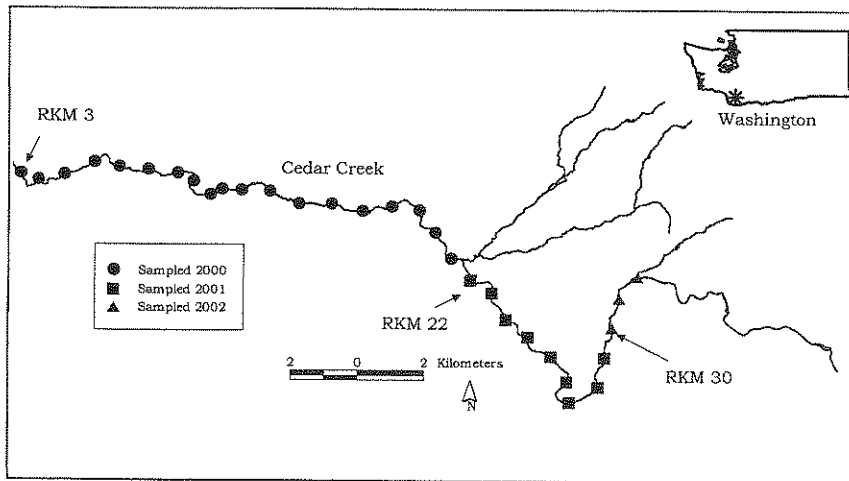 RKM 3
Washington
Cedar Creek
Sampled 2000
Sampled 2001
Sampled 2002
RKM 22
2 0 2 Kilometers
N
RKM 30